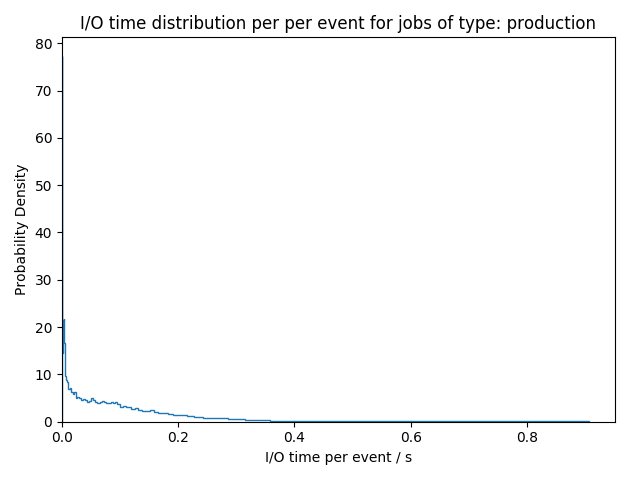 I/O time distribution per per event for jobs of type: production
Probability Density
80
70
60
50
40
30
20
10
0
0.0 0.2 0.4 0.6 0.8
I/O time per event / s